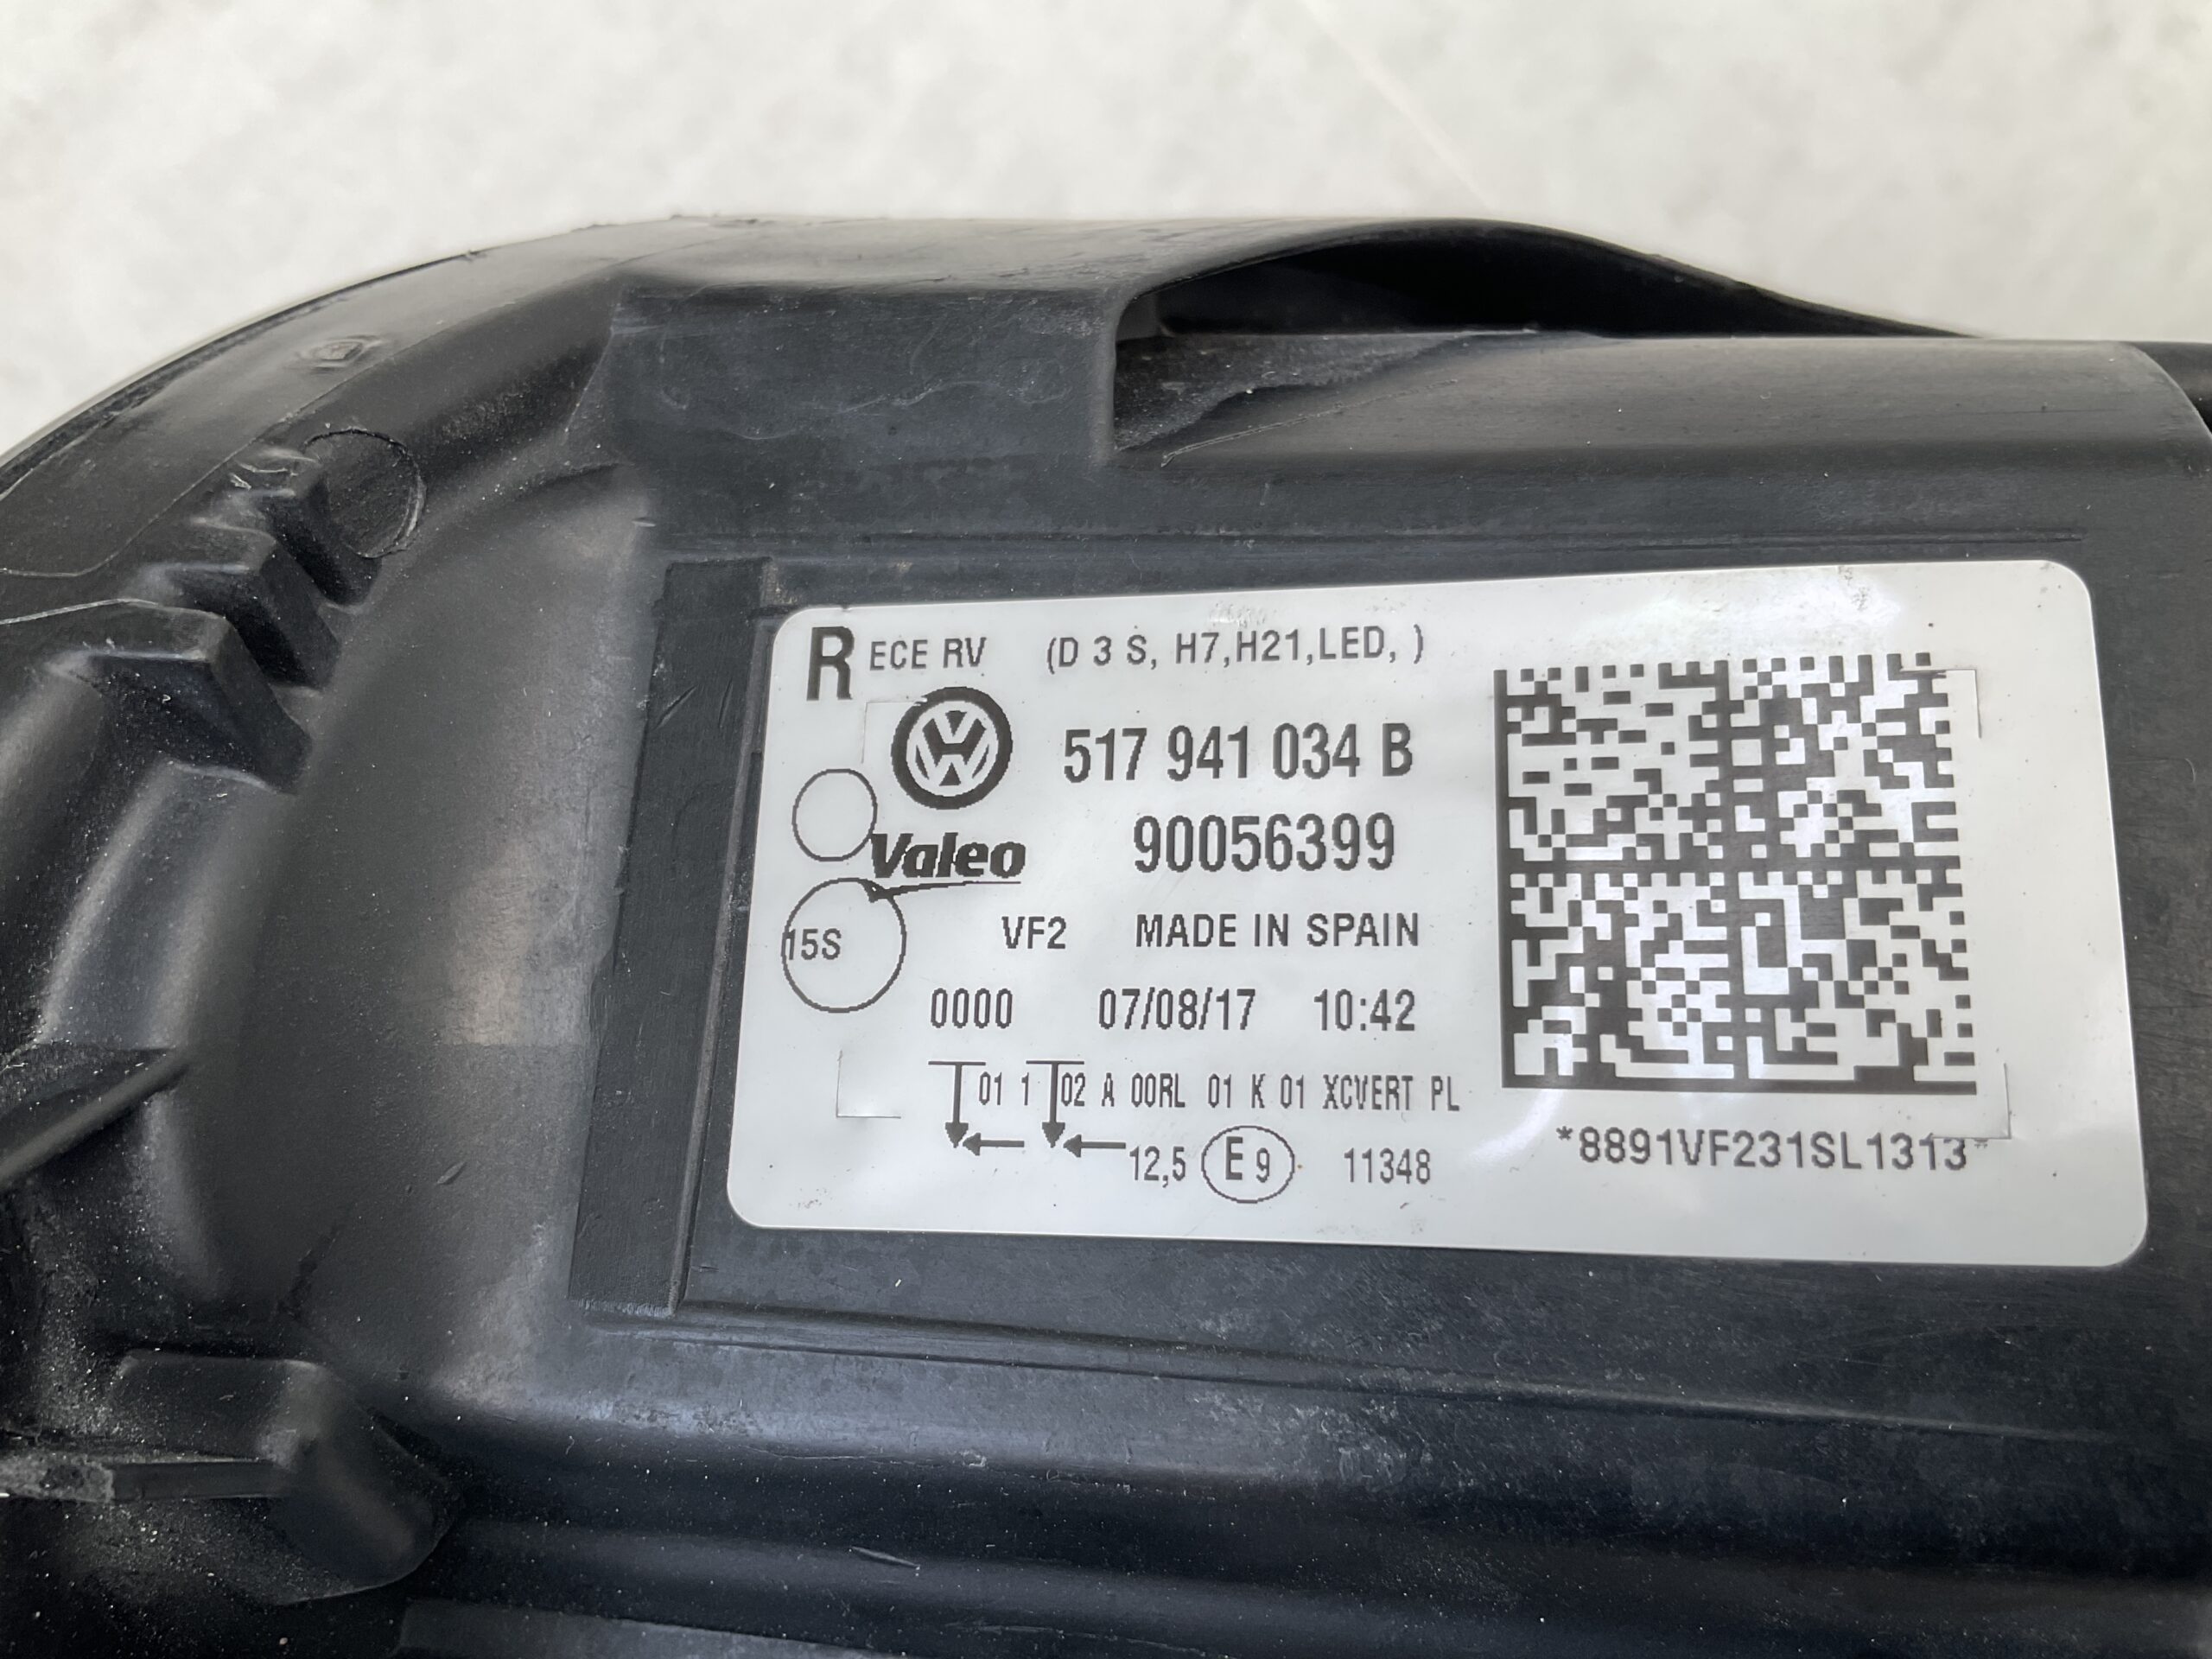 R ECE RV (D 3 S, H7,H21,LED, )
517 941 034 B
Valeo 90056399
15S VF2 MADE IN SPAIN
0000 07/08/17 10:42
01 1 02 A 00RL 01 K 01 XCVERT PL
12,5 E9 11348
*8891VF231SL1313*